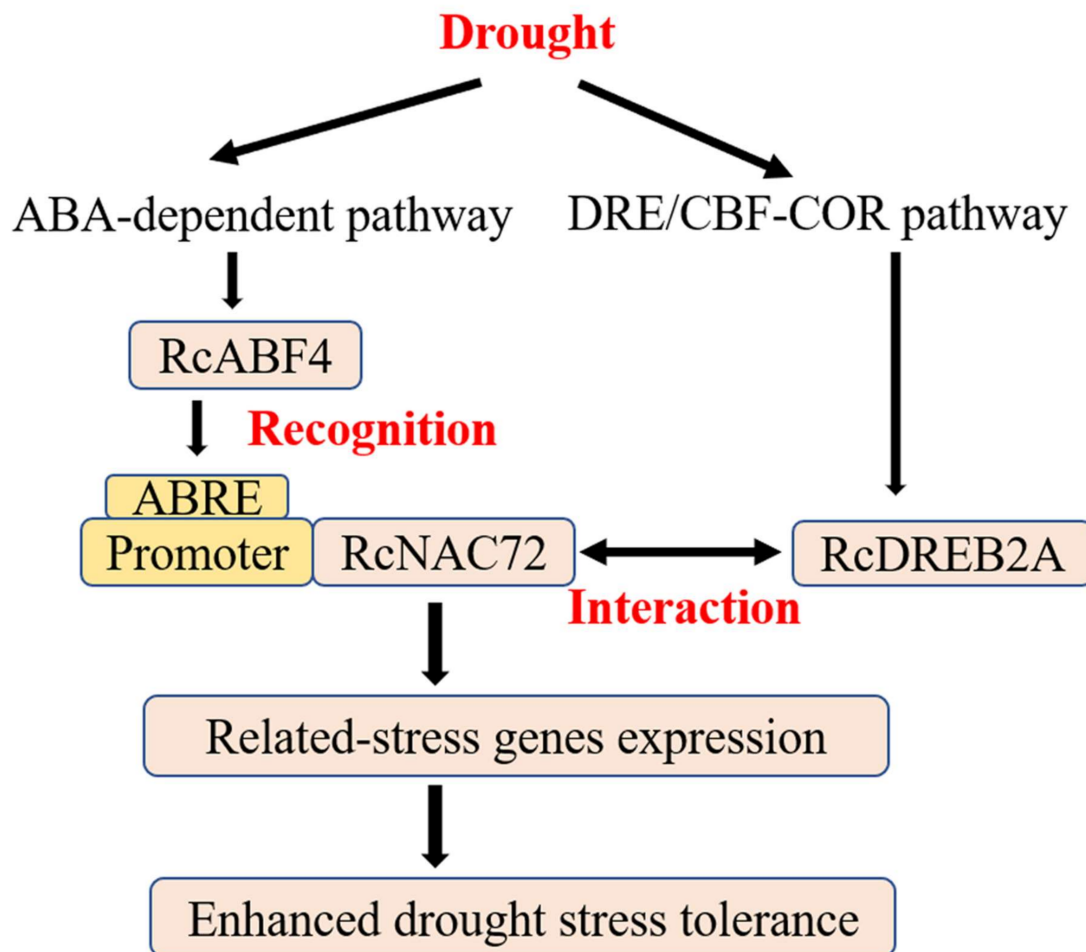 Drought
ABA-dependent pathway
DRE/CBF-COR pathway
RcABF4
Recognition
ABRE
Promoter
RcNAC72
RcDREB2A
Interaction
Related-stress genes expression
Enhanced drought stress tolerance